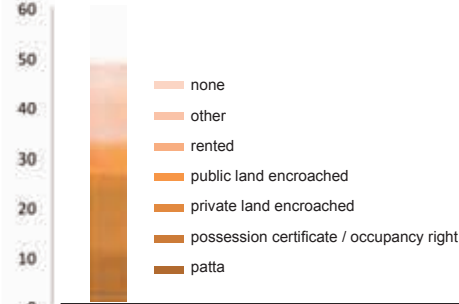 60
50
40
30
20
10
none
other
rented
public land encroached
private land encroached
possession certificate / occupancy right
patta